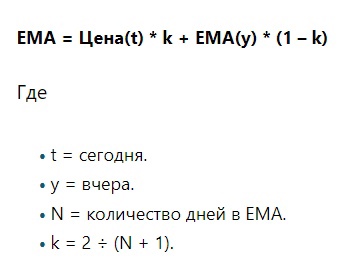 EMA = Цена(t) * k + EMA(y) * (1 – k)
Где
• t = сегодня.
• y = вчера.
• N = количество дней в EMA.
• k = 2 ÷ (N + 1).